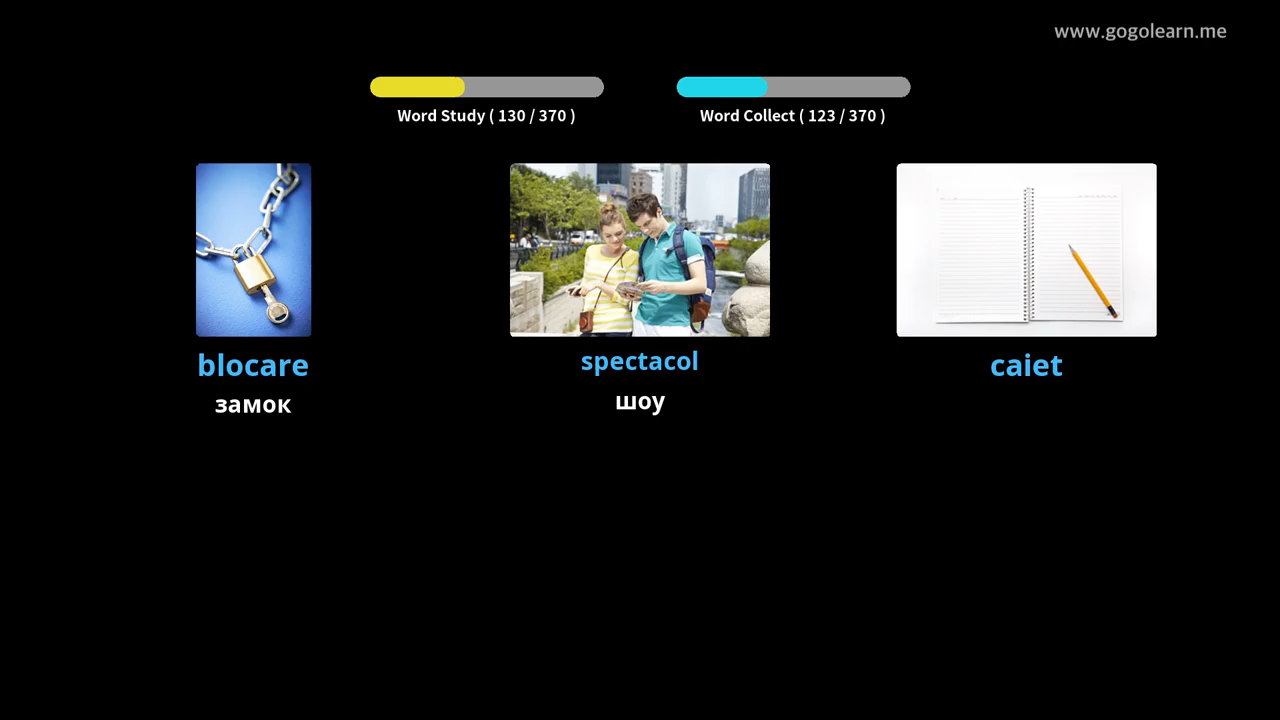 www.gogolearn.me
Word Study ( 130 / 370 )
Word Collect ( 123 / 370 )
blocare
замок
spectacol
шоу
caiet